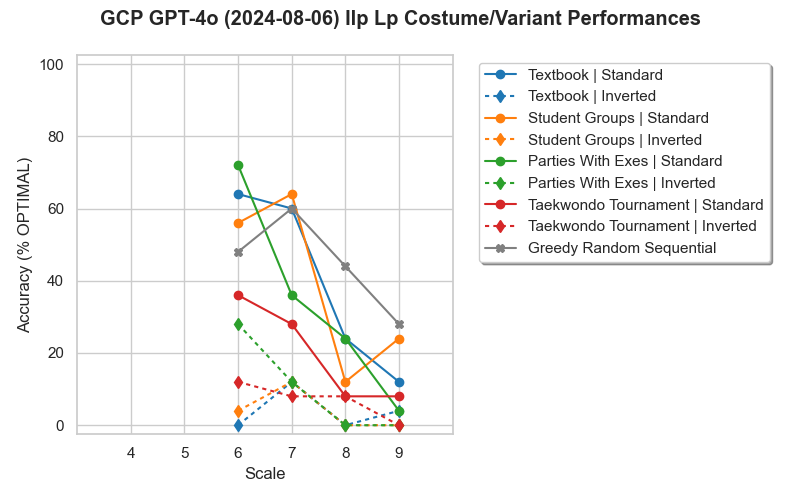 GCP GPT-4o (2024-08-06) Ilp Lp Costume/Variant Performances
100
80
60
40
20
0
Accuracy (% OPTIMAL)
4 5 6 7 8 9
Scale
Textbook | Standard
Textbook | Inverted
Student Groups | Standard
Student Groups | Inverted
Parties With Exes | Standard
Parties With Exes | Inverted
Taekwondo Tournament | Standard
Taekwondo Tournament | Inverted
Greedy Random Sequential